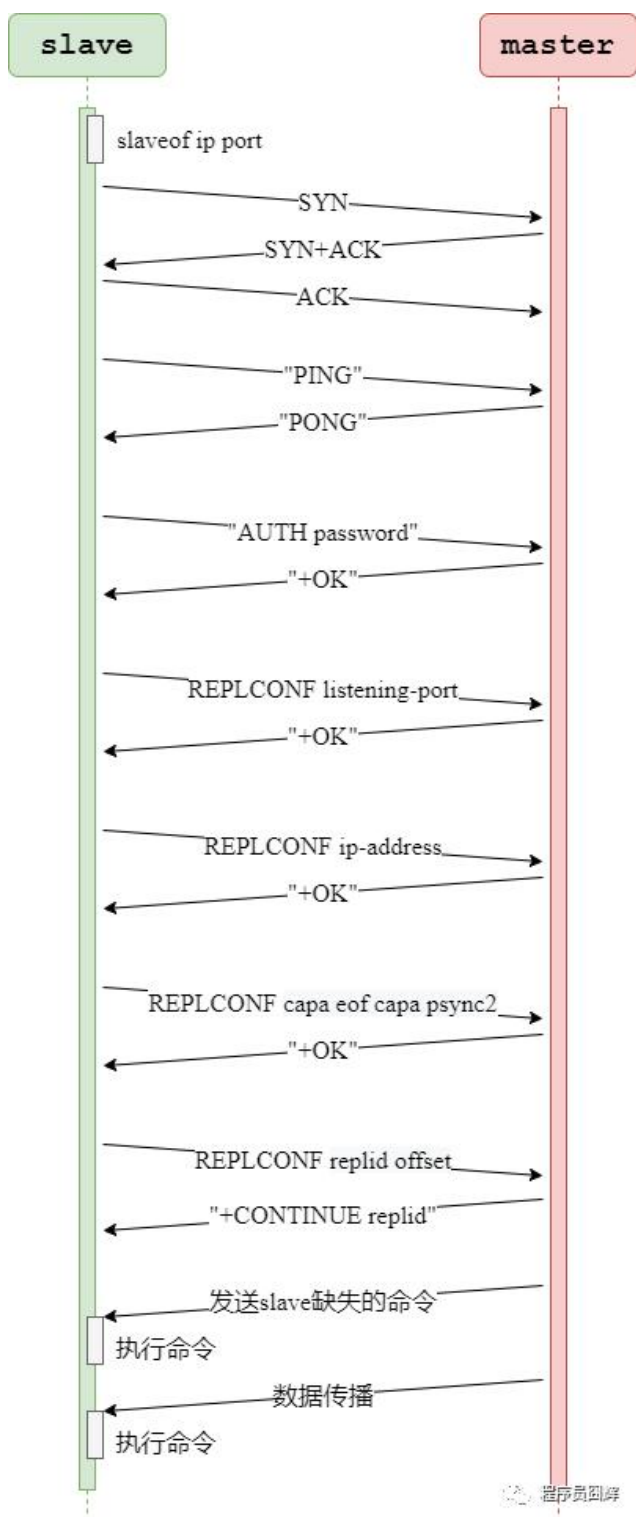 slave
master
slaveof ip port
SYN
SYN+ACK
ACK
"PING"
"PONG"
"AUTH password"
"+OK"
REPLCONF listening-port
"+OK"
REPLCONF ip-address
"+OK"
REPLCONF capa eof capa psync2
"+OK"
REPLCONF replid offset
"+CONTINUE replid"
发送slave缺失的命令
执行命令
数据传播
执行命令
程序员囧辉